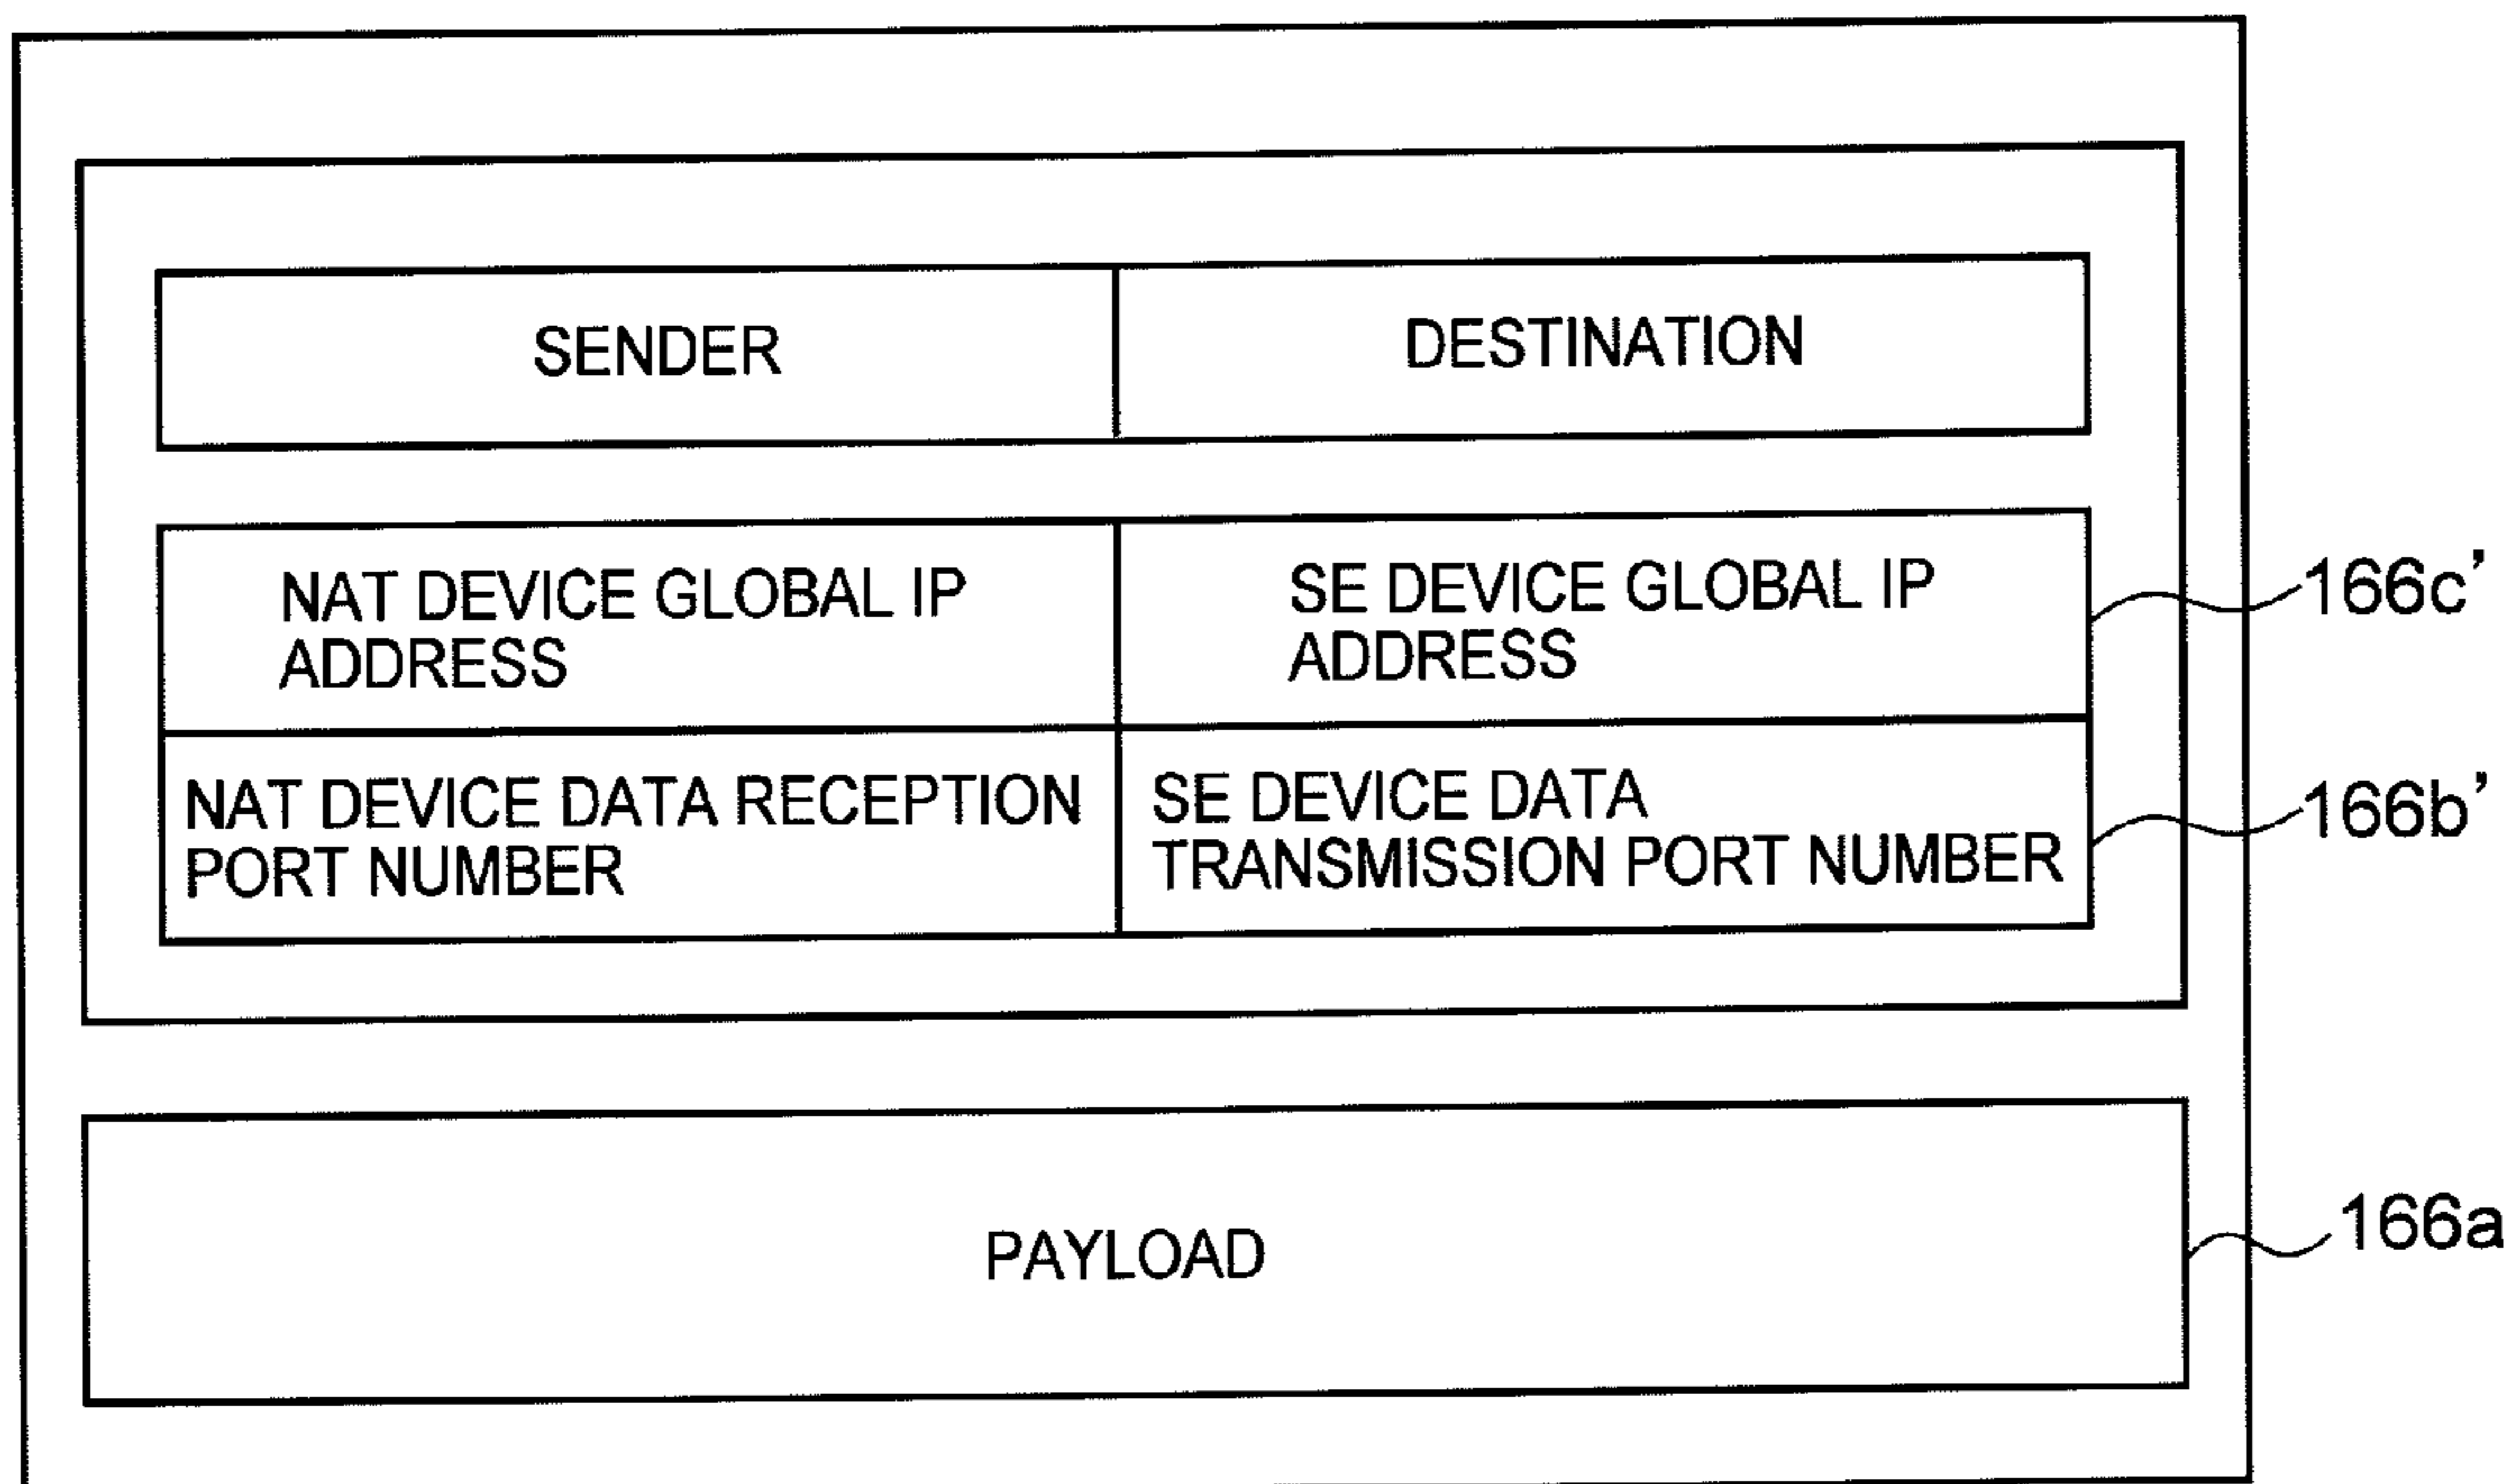 SENDER
DESTINATION
NAT DEVICE GLOBAL IP
ADDRESS
SE DEVICE GLOBAL IP
ADDRESS
166c'
NAT DEVICE DATA RECEPTION
PORT NUMBER
SE DEVICE DATA
TRANSMISSION PORT NUMBER
166b'
PAYLOAD
166a